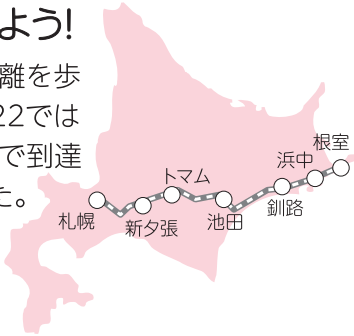 よう!
離を歩
22では
で到達
た。
根室
浜中
トマム
釧路
池田
札幌
新夕張